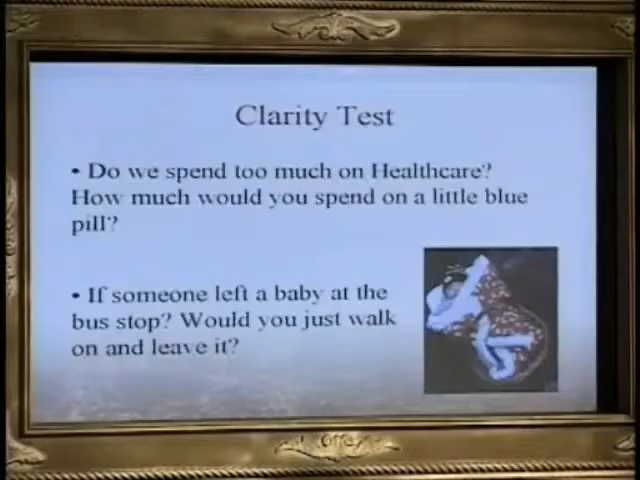 Clarity Test
• Do we spend too much on Healthcare?
How much would you spend on a little blue
pill?
• If someone left a baby at the
bus stop? Would you just walk
on and leave it?